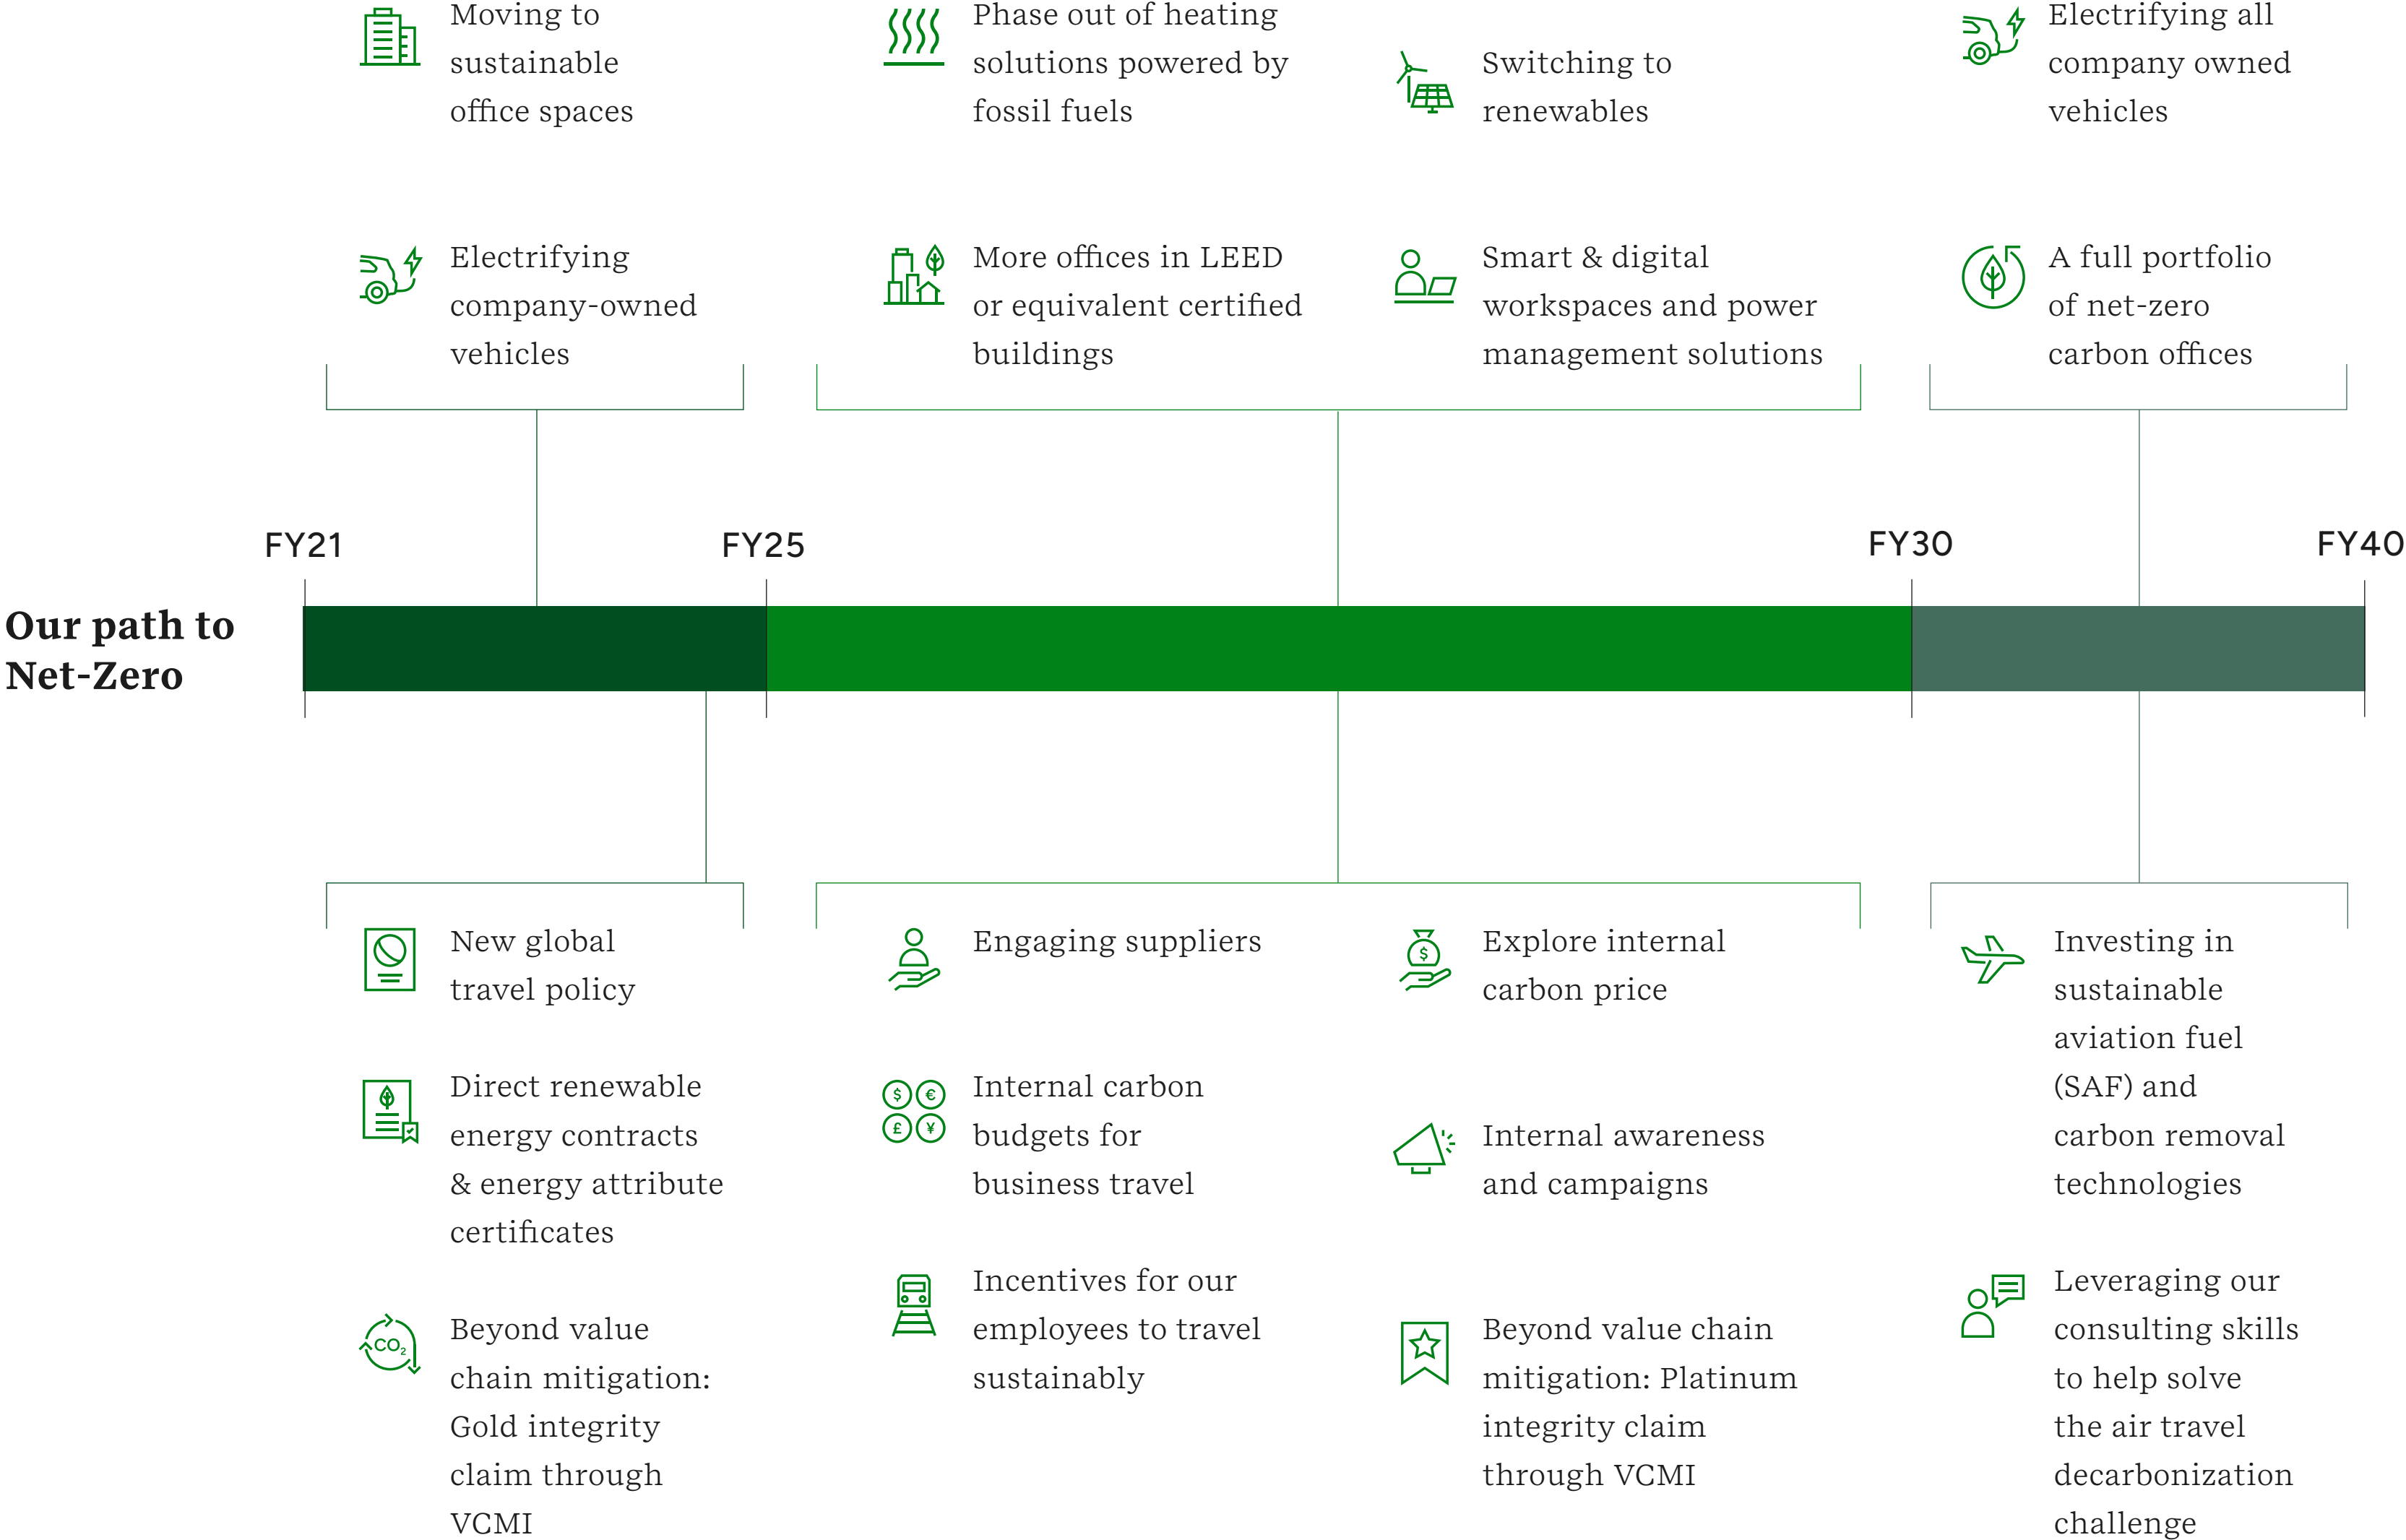 Moving to
sustainable
office spaces
Phase out of heating
solutions powered by
fossil fuels
Switching to
renewables
Electrifying all
company owned
vehicles
Electrifying
company-owned
vehicles
More offices in LEED
or equivalent certified
buildings
Smart & digital
workspaces and power
management solutions
A full portfolio
of net-zero
carbon offices
FY21
FY25
FY30
FY40
Our path to
Net-Zero
New global
travel policy
Direct renewable
energy contracts
& energy attribute
certificates
CO₂
Beyond value
chain mitigation:
Gold integrity
claim through
VCMI
Engaging suppliers
$ €
£ ¥
Internal carbon
budgets for
business travel
Incentives for our
employees to travel
sustainably
$
Explore internal
carbon price
Internal awareness
and campaigns
Beyond value chain
mitigation: Platinum
integrity claim
through VCMI
Investing in
sustainable
aviation fuel
(SAF) and
carbon removal
technologies
Leveraging our
consulting skills
to help solve
the air travel
decarbonization
challenge